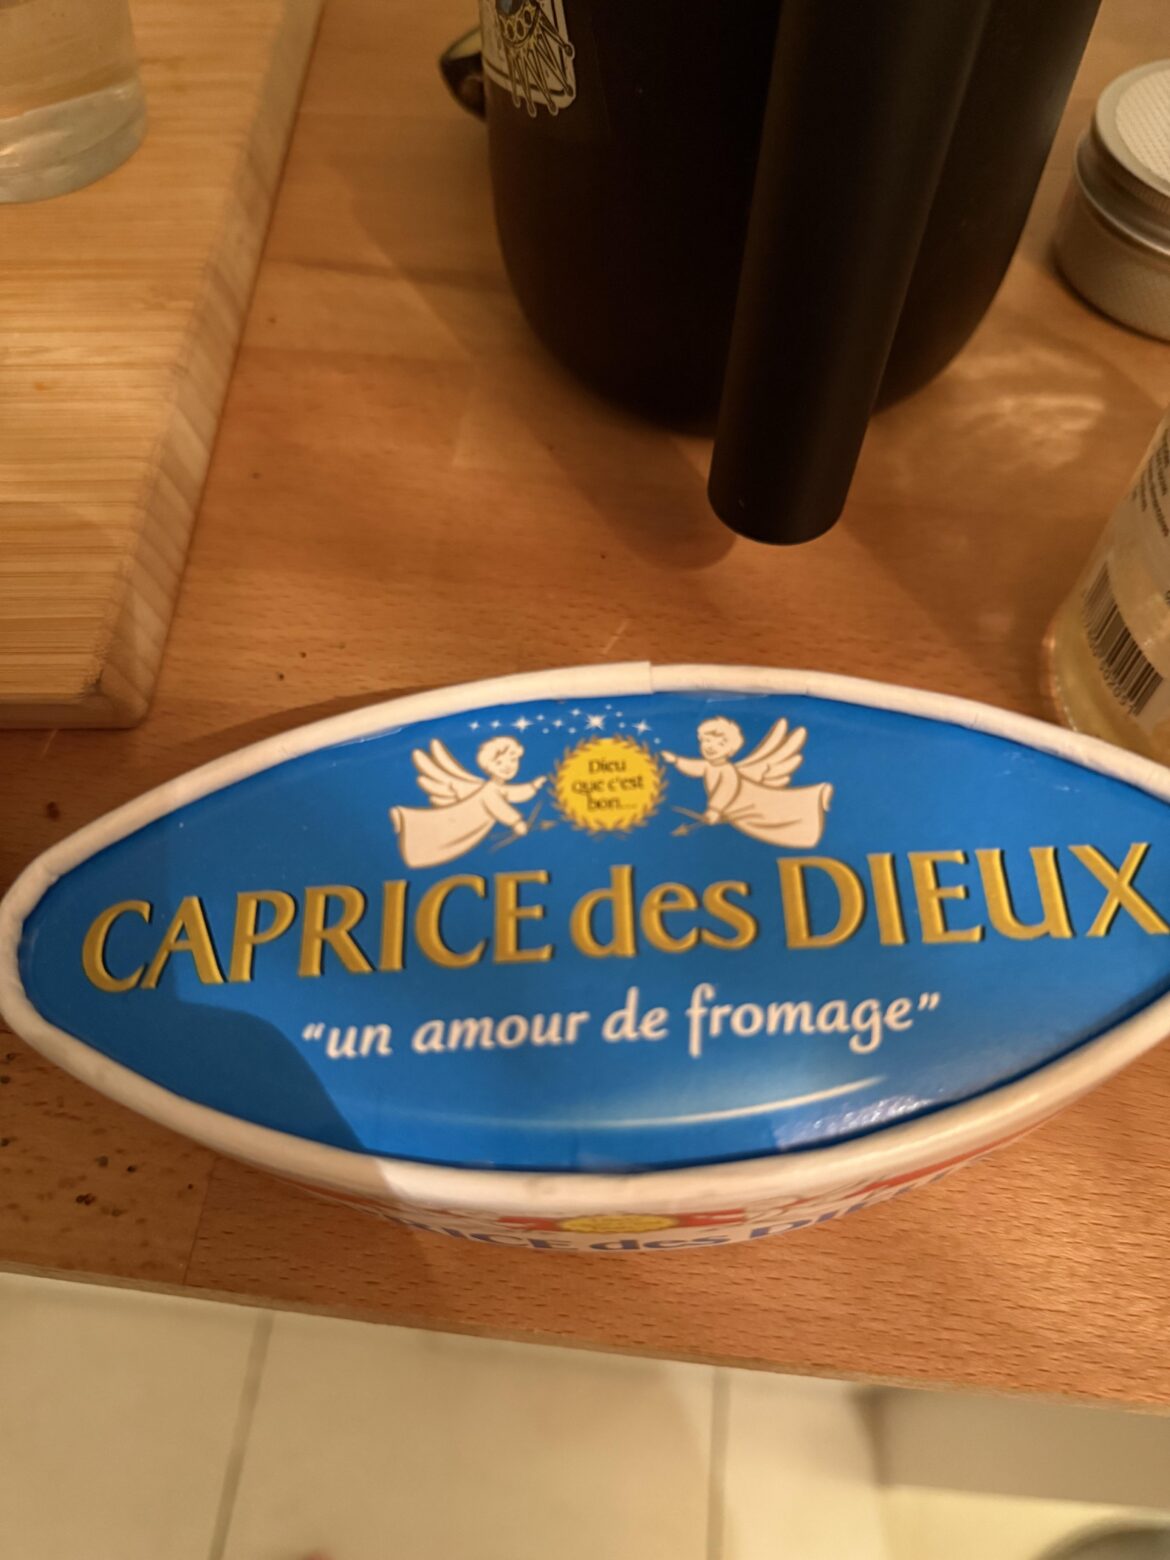 Dieu
que c'est
bon...
CAPRICE des DIEUX
"un amour de fromage"